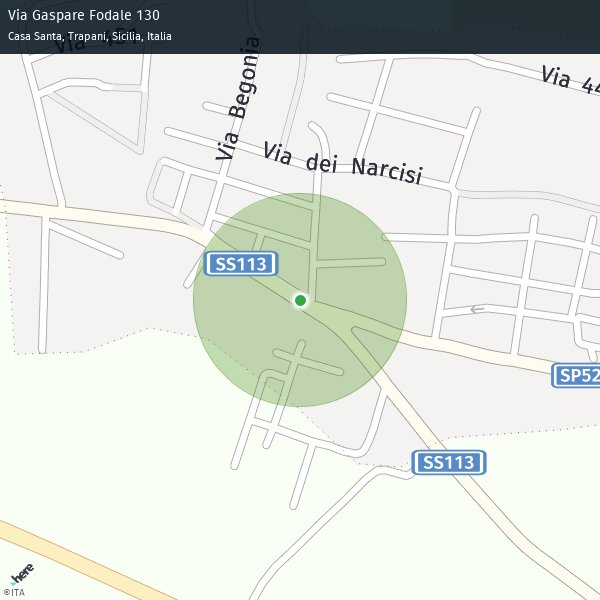 Via Gaspare Fodale 130
Casa Santa, Trapani, Sicilia, Italia
Via 451
Via Begonia
Via 44
Via dei Narcisi
SS113
SP52
SS113
here
©ITA